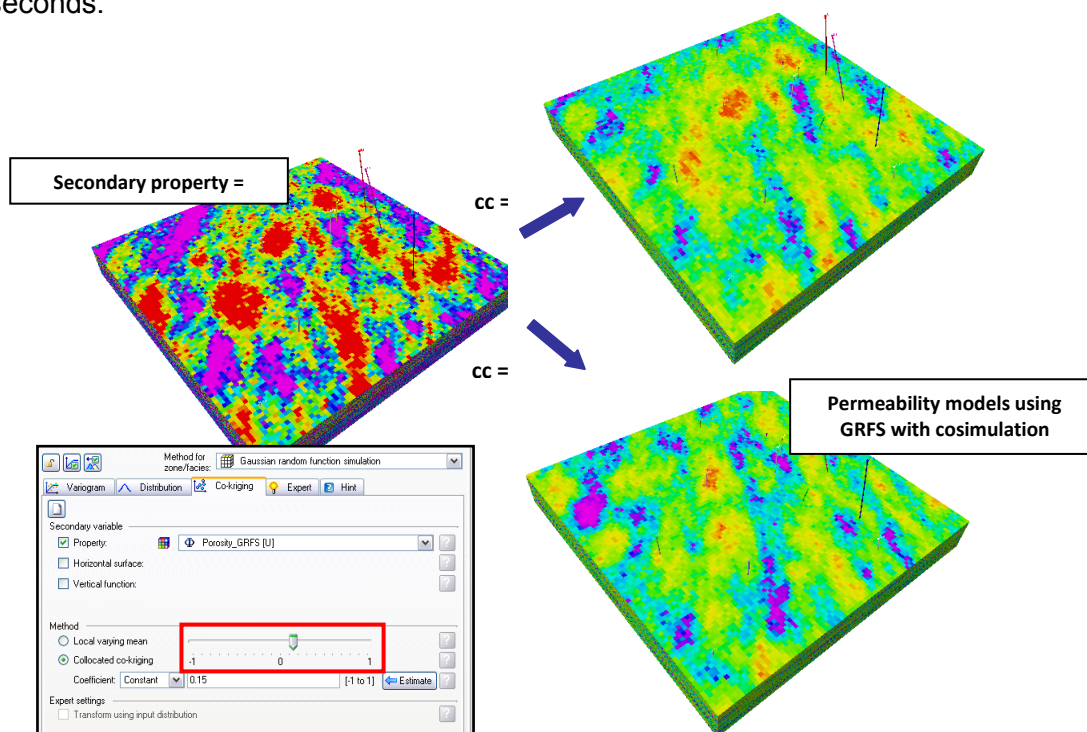 seconds.
Secondary property =
cc =
cc =
Permeability models using
GRFS with cosimulation
Method for
zone/facies: Gaussian random function simulation
Variogram Distribution Co-kriging Expert Hint
Secondary variable
Property: Φ Porosity_GRFS [U] ?
Horizontal surface: ?
Vertical function: ?
Method
Local varying mean ?
Collocated co-kriging -1 0 1 ?
Coefficient: Constant 0.15 [-1 to 1] Estimate ?
Expert settings
Transform using input distribution ?